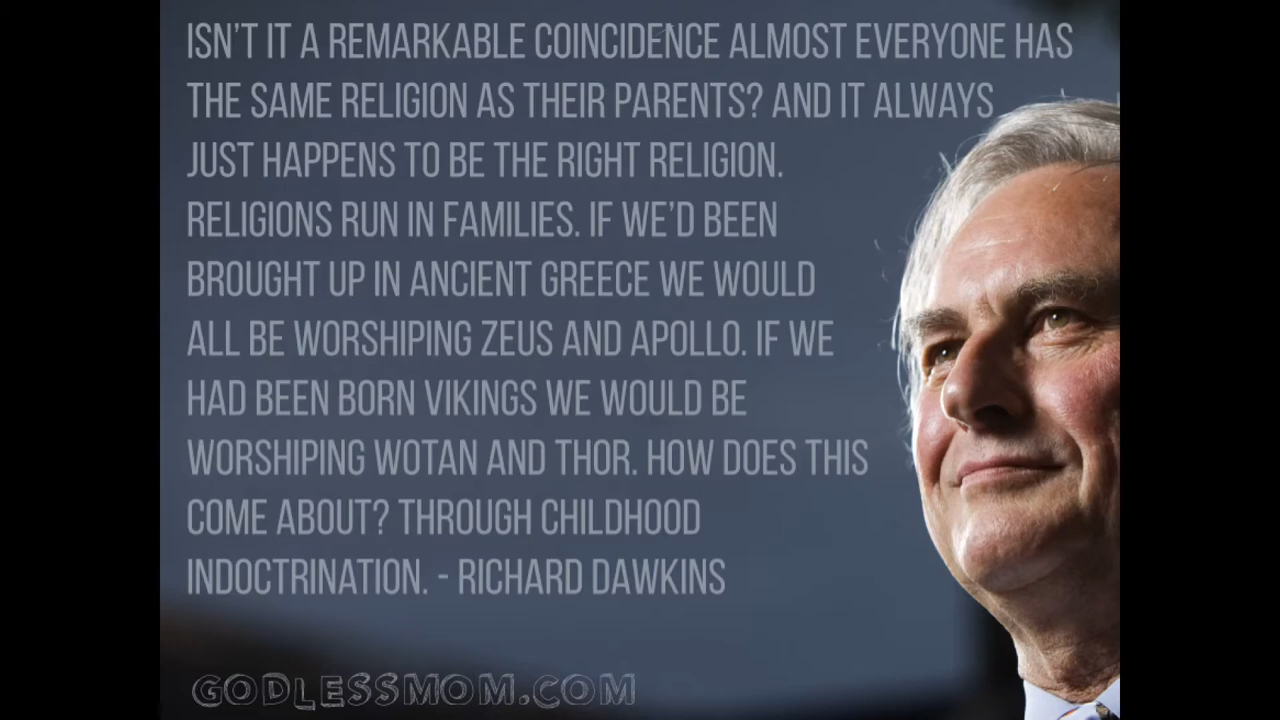 ISN'T IT A REMARKABLE COINCIDENCE ALMOST EVERYONE HAS
THE SAME RELIGION AS THEIR PARENTS? AND IT ALWAYS
JUST HAPPENS TO BE THE RIGHT RELIGION.
RELIGIONS RUN IN FAMILIES. IF WE'D BEEN
BROUGHT UP IN ANCIENT GREECE WE WOULD
ALL BE WORSHIPING ZEUS AND APOLLO. IF WE
HAD BEEN BORN VIKINGS WE WOULD BE
WORSHIPING WOTAN AND THOR. HOW DOES THIS
COME ABOUT? THROUGH CHILDHOOD
INDOCTRINATION. - RICHARD DAWKINS
GODLESSMOM.COM